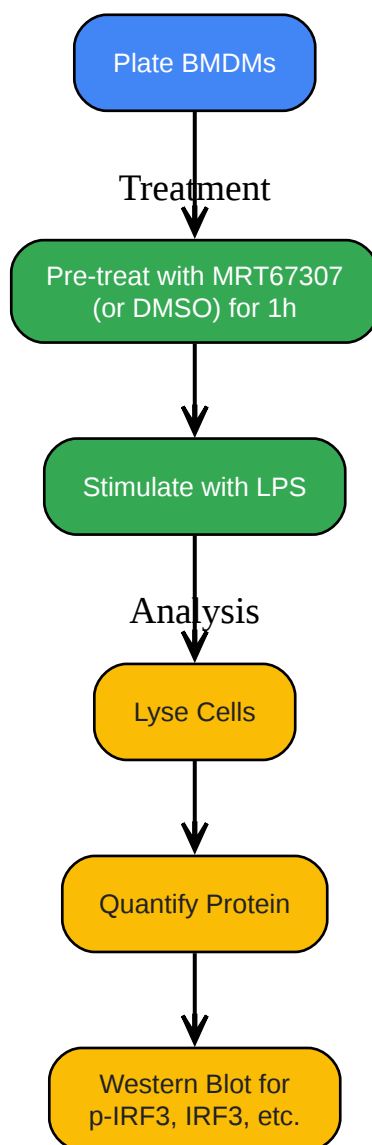 Plate BMDMs
Treatment
Pre-treat with MRT67307
(or DMSO) for 1h
Stimulate with LPS
Analysis
Lyse Cells
Quantify Protein
Western Blot for
p-IRF3, IRF3, etc.